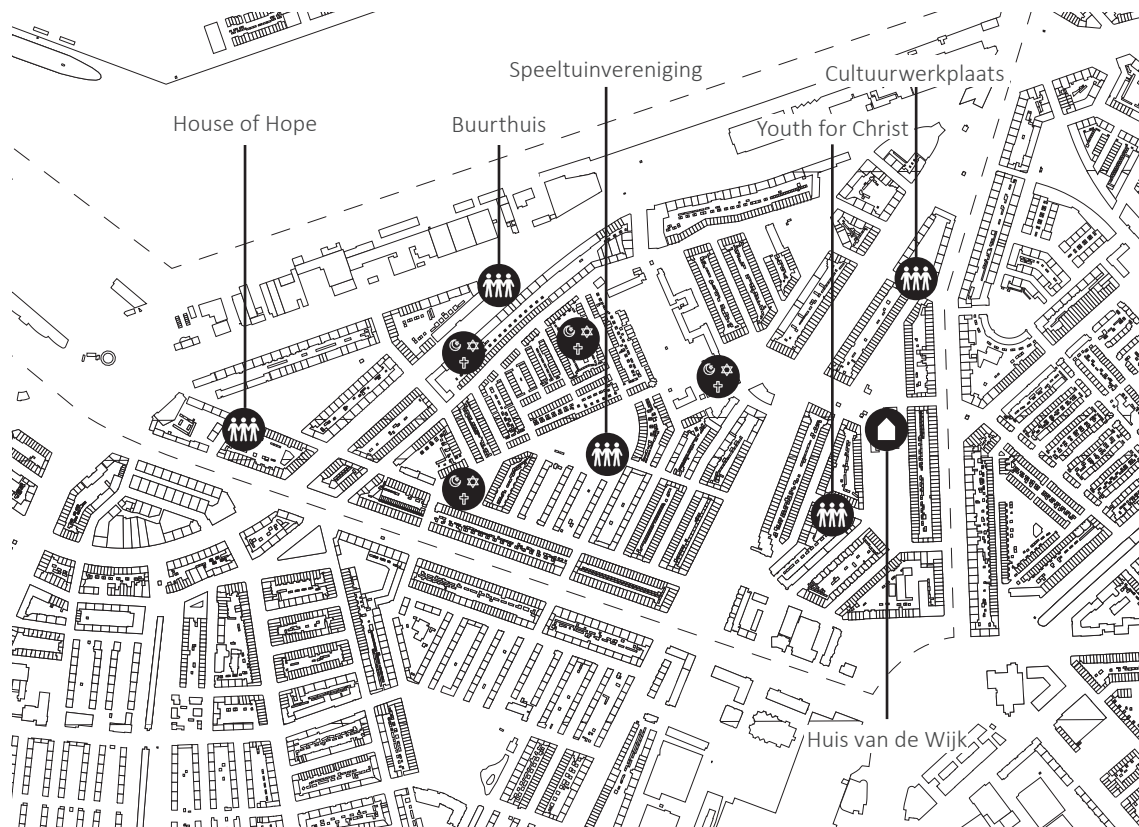 Speeltuinvereniging
Cultuurwerkplaats
House of Hope
Buurthuis
Youth for Christ
Huis van de Wijk